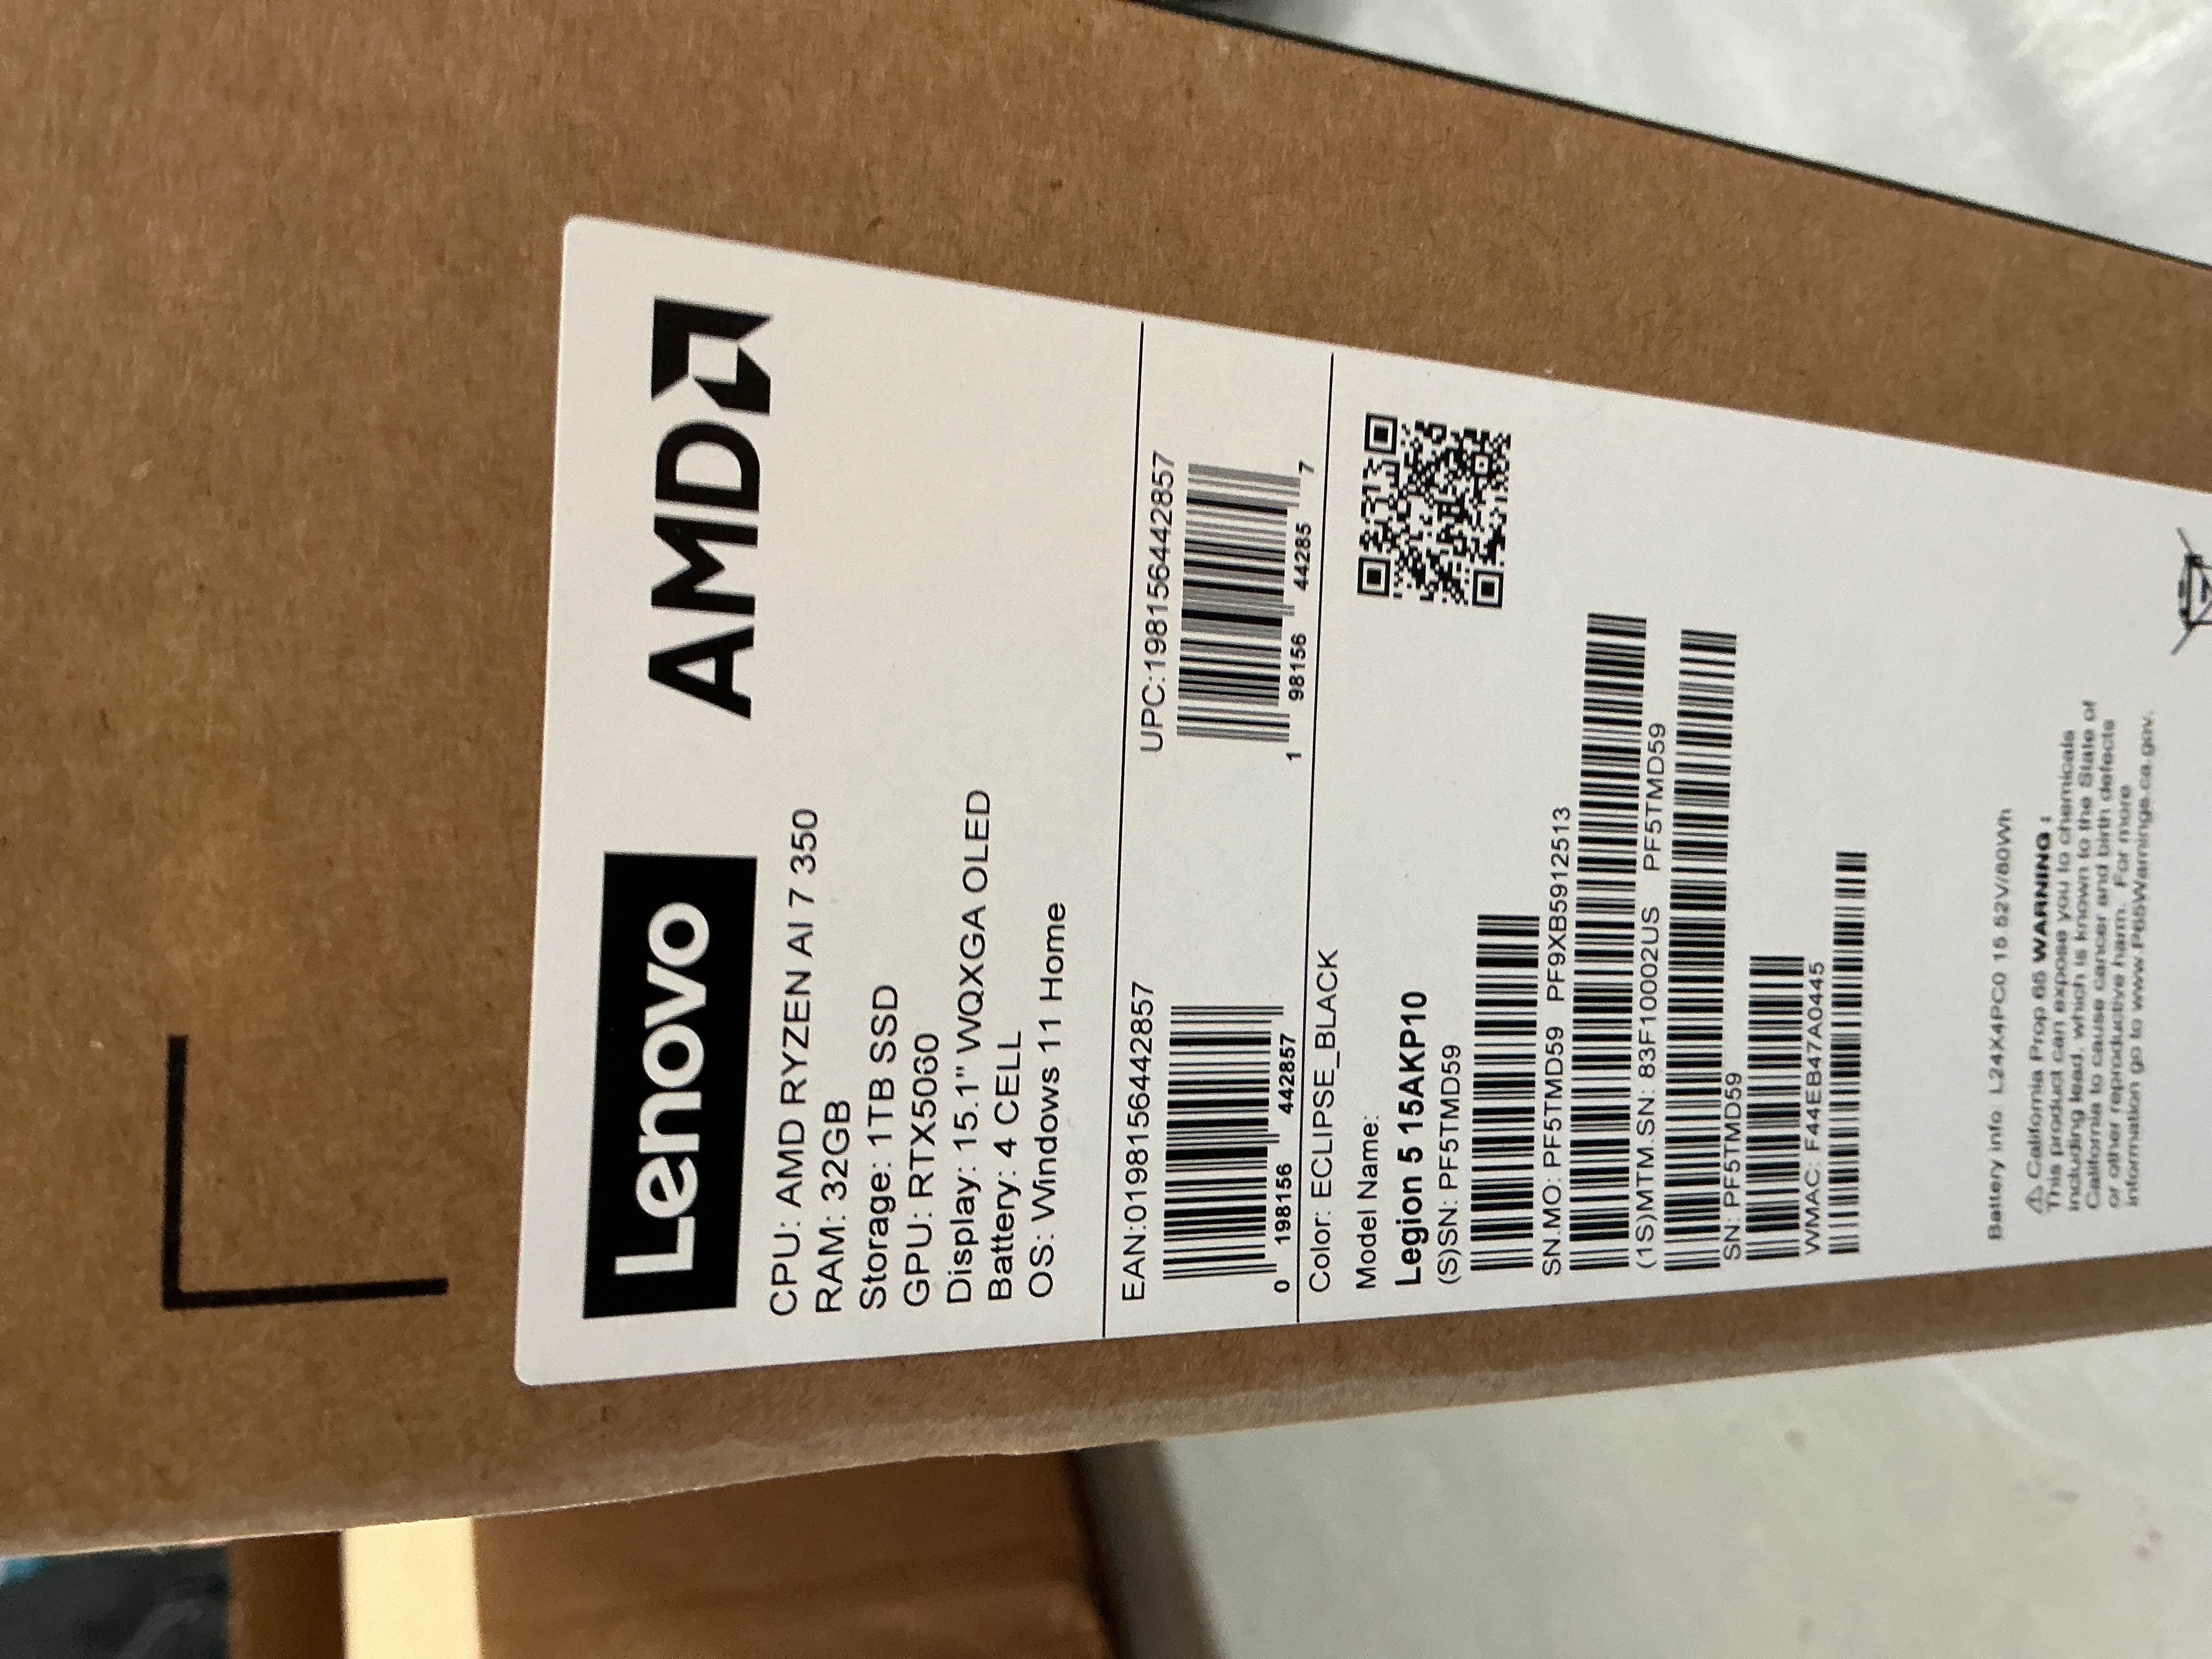 Lenovo AMD
CPU: AMD RYZEN AI 7 350
RAM: 32GB
Storage: 1TB SSD
GPU: RTX5060
Display: 15.1" WQXGA OLED
Battery: 4 CELL
OS: Windows 11 Home
EAN:0198156442857 UPC:198156442857
0 198156 442857 1 98156 44285 7
Color: ECLIPSE_BLACK
Model Name:
Legion 5 15AKP10
(S)SN: PF5TMD59
SN.MO: PF5TMD59 PF9XB5912513
(1S)MTM.SN: 83F10002US PF5TMD59
SN: PF5TMD59
WMAC: F44EB47A0445
Battery info L24X4PC0 15 52V/80Wh
⚠California Prop 65 WARNING :
This product can expose you to chemicals
including lead, which is known to the State of
California to cause cancer and birth defects
or other reproductive harm. For more
information go to www.P65Warnings.ca.gov.